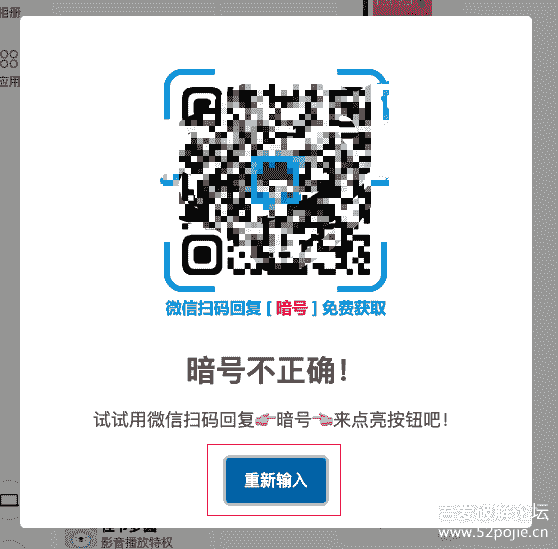 相册
应用
微信扫码回复 [ 暗号 ] 免费获取
暗号不正确！
试试用微信扫码回复👉暗号👈来点亮按钮吧！
重新输入
影音播放特权
吾爱破解论坛
www.52pojie.cn